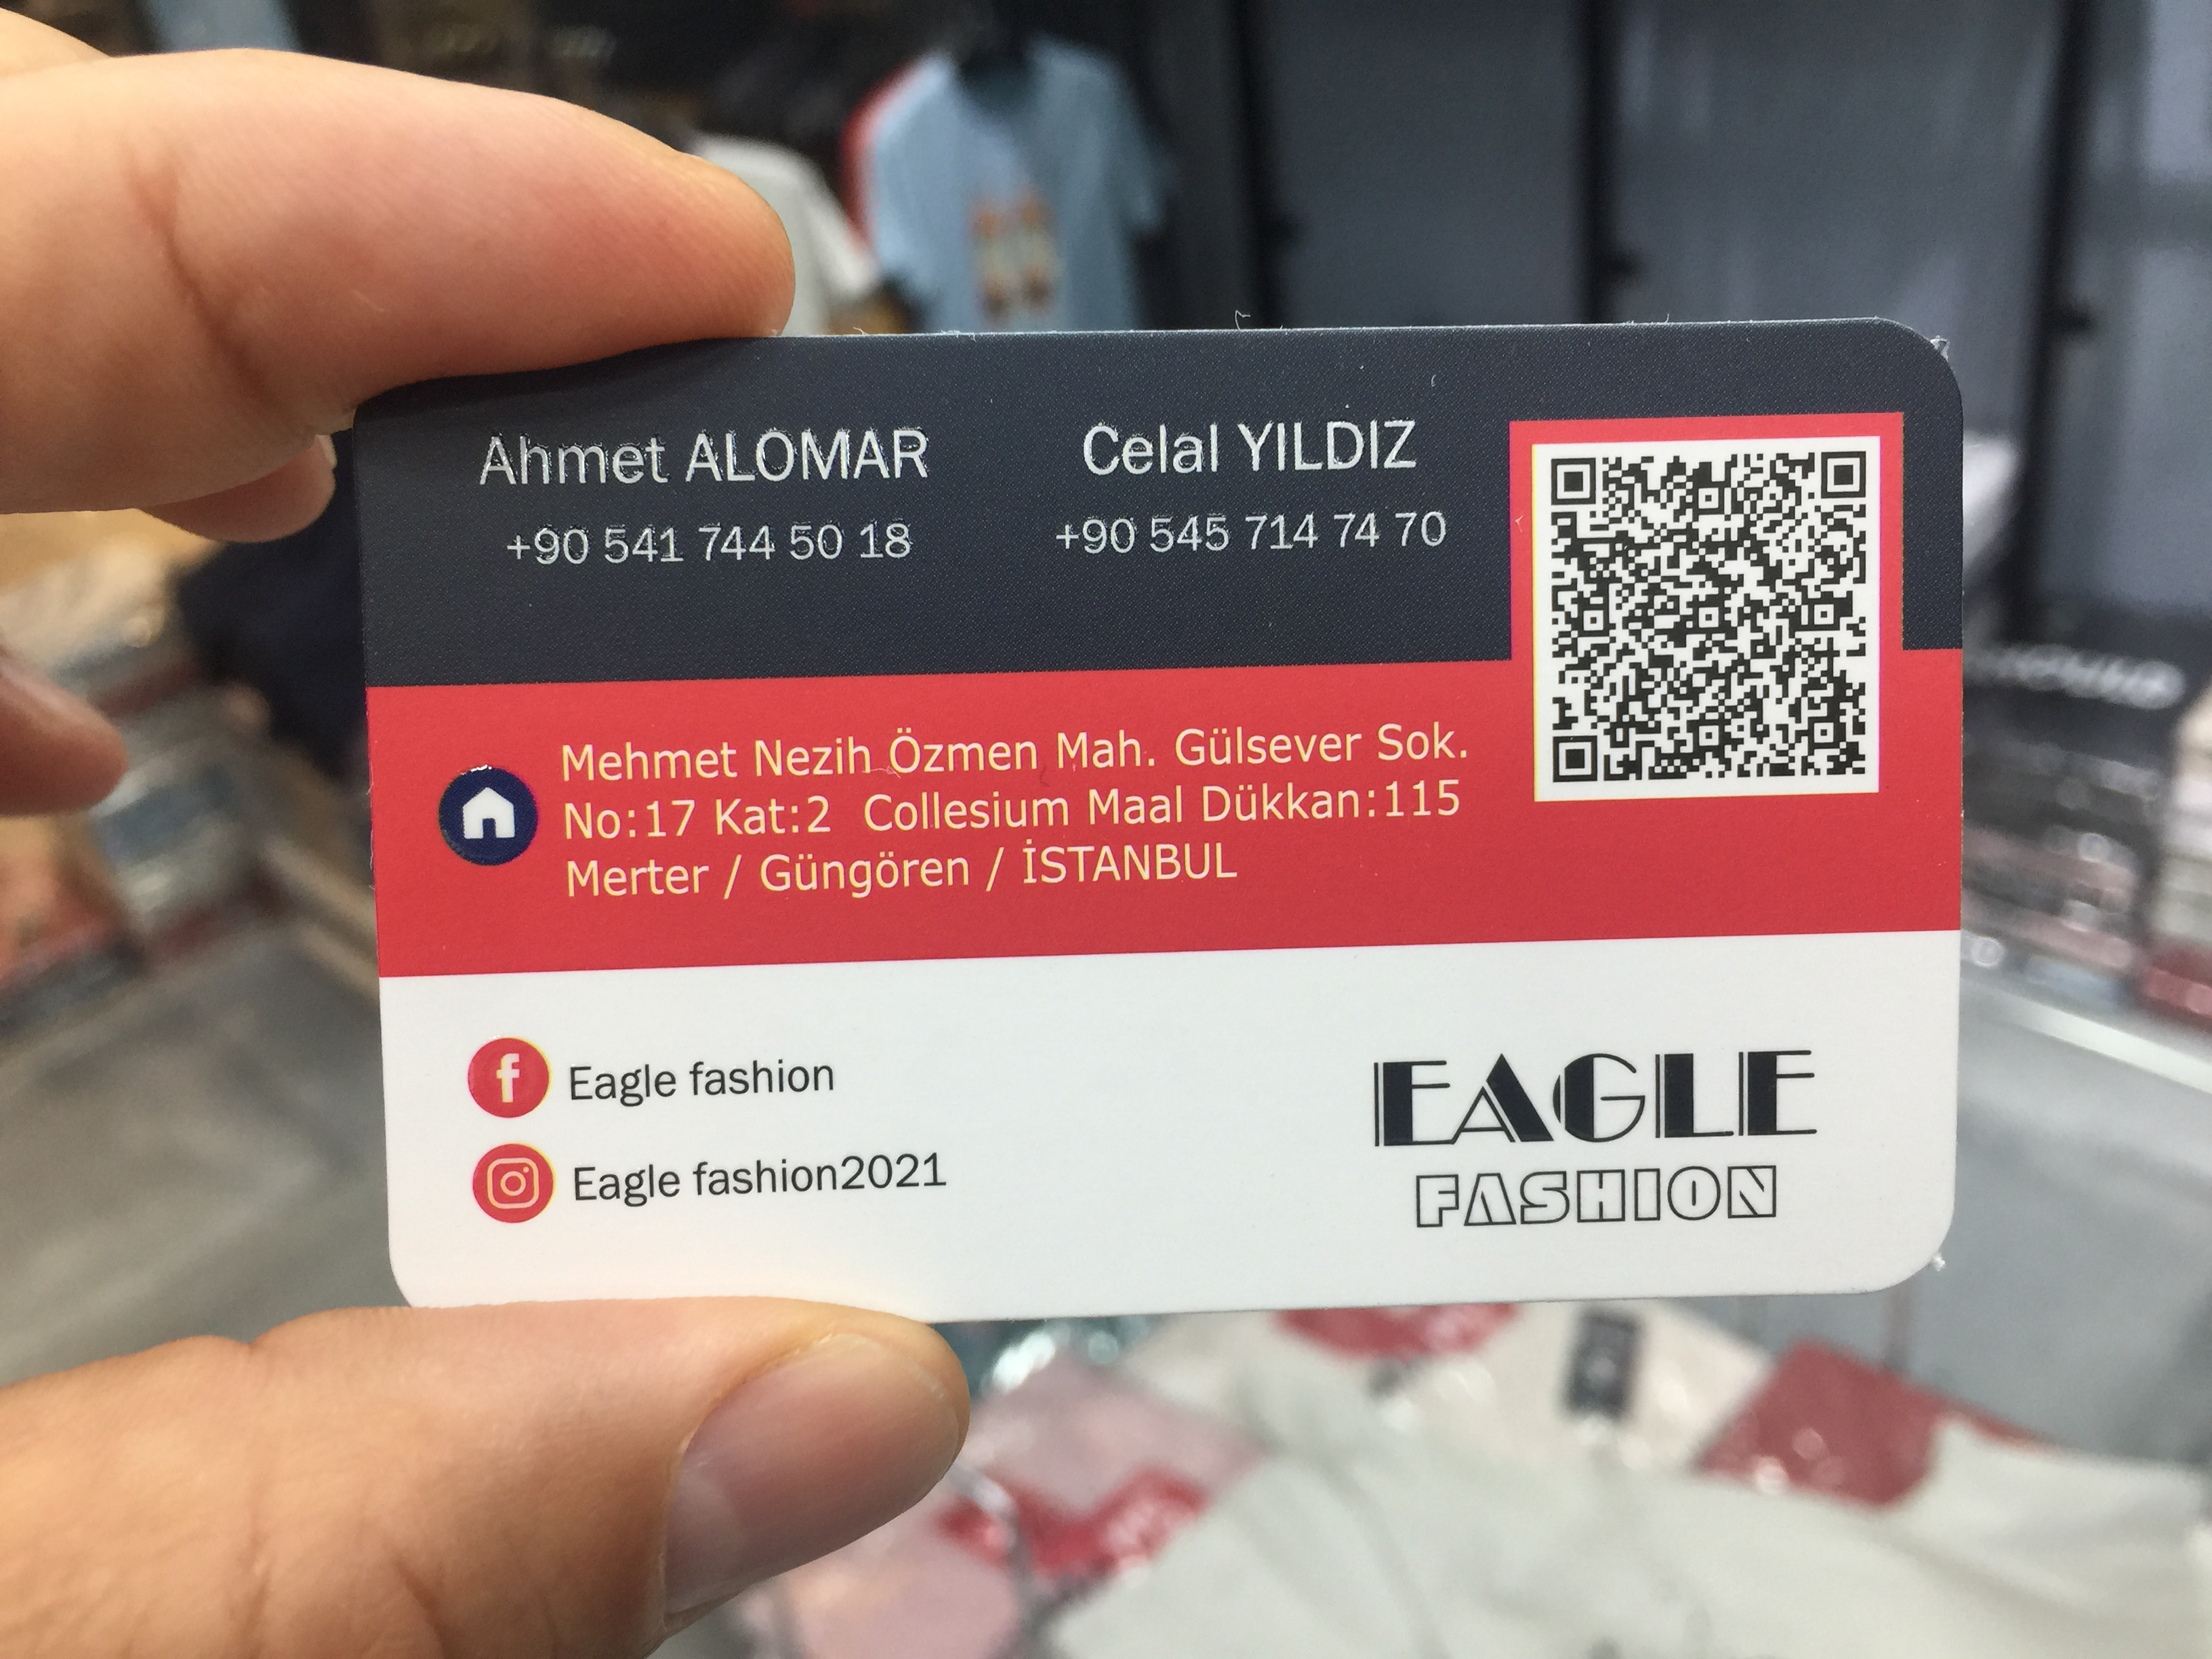 Ahmet ALOMAR
+90 541 744 50 18
Celal YILDIZ
+90 545 714 74 70
Mehmet Nezih Özmen Mah. Gülsever Sok.
No:17 Kat:2 Collesium Maal Dükkan:115
Merter / Güngören / İSTANBUL
Eagle fashion
Eagle fashion2021
EAGLE
FASHION